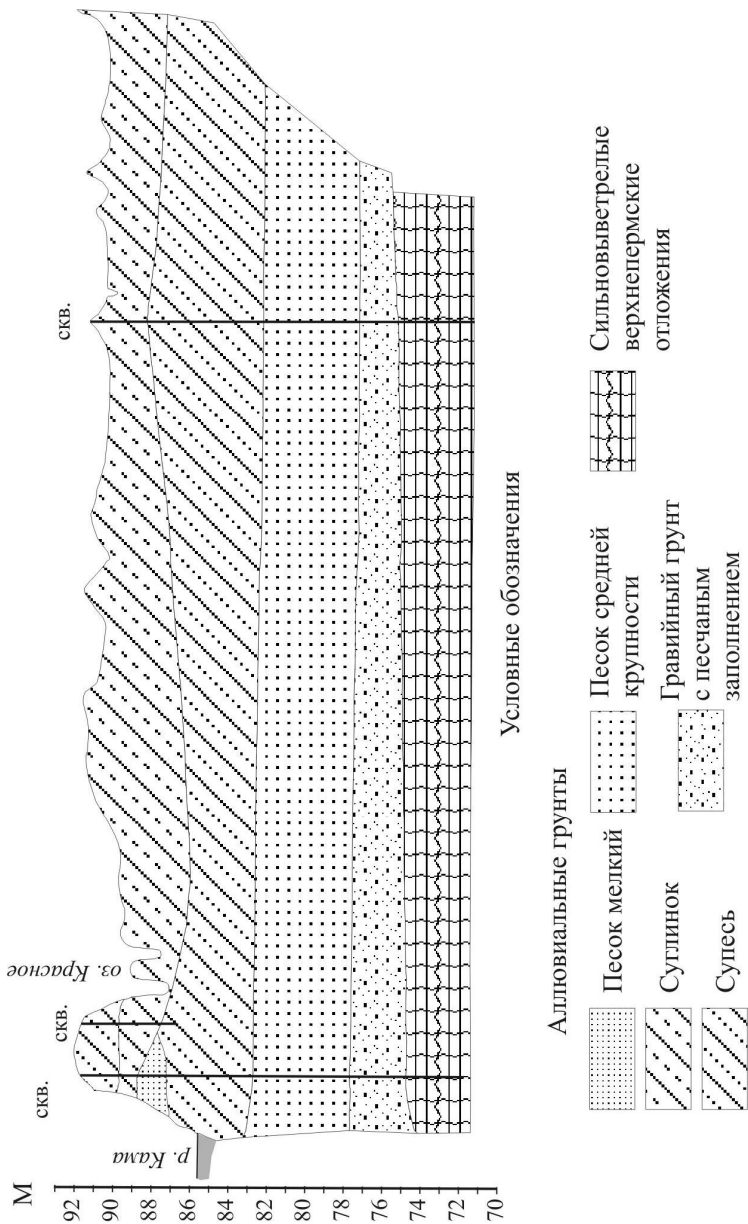 М
92
90
88
86
84
82
80
78
76
74
72
70
р. Кама
скв.
скв.
оз. Красное
скв.
Условные обозначения
Аллювиальные грунты
Песок мелкий
Суглинок
Супесь
Песок средней
крупности
Гравийный грунт
с песчаным
заполнением
Сильновыветрелые
верхнепермские
отложения